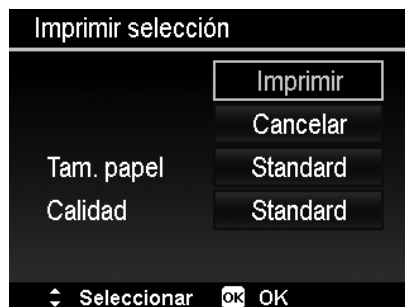 Imprimir selección
Imprimir
Cancelar
Tam. papel Standard
Calidad Standard
Seleccionar OK OK